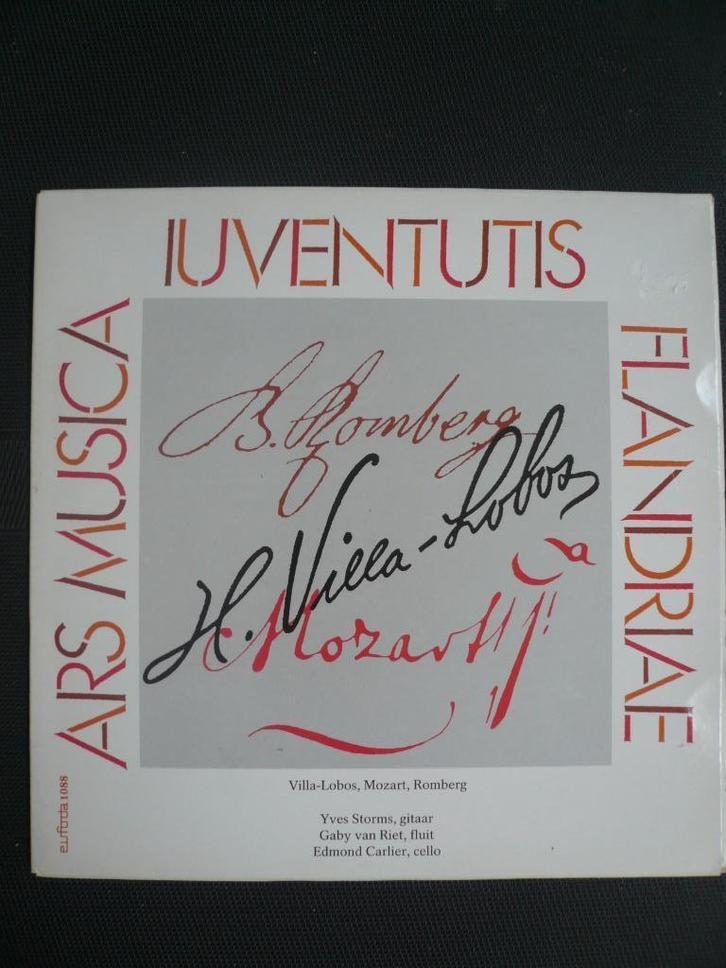 ARS MUSICA
IUVENTUTIS
FLANDRIAE
B. Romberg
H. Villa-Lobos
Mozart
Villa-Lobos, Mozart, Romberg
Yves Storms, gitaar
Gaby van Riet, fluit
Edmond Carlier, cello
eufoda 1088